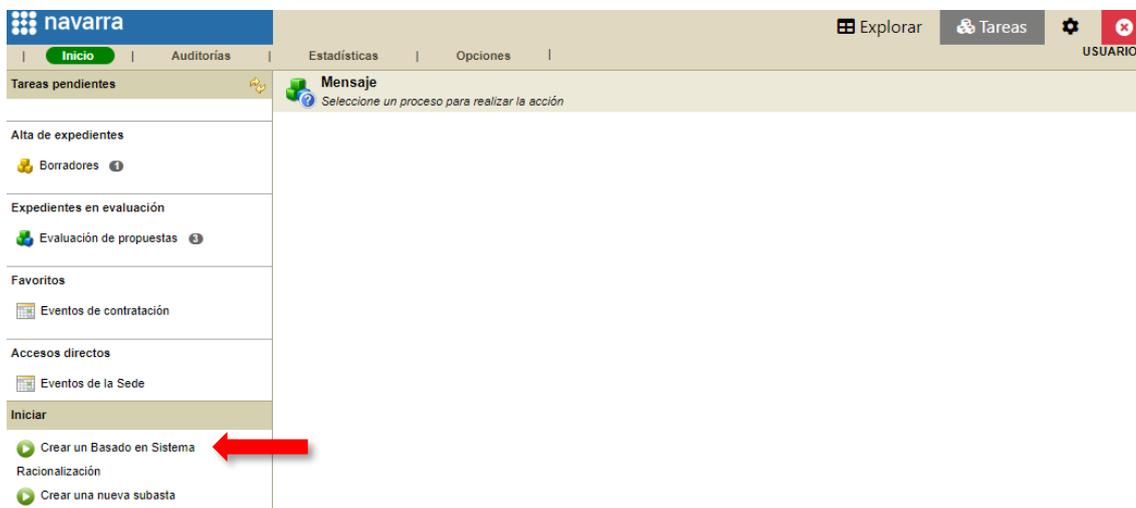 navarra
Explorar
Tareas
USUARIO
| Inicio | Auditorías | Estadísticas | Opciones |
Tareas pendientes
Mensaje
Seleccione un proceso para realizar la acción
Alta de expedientes
Borradores 1
Expedientes en evaluación
Evaluación de propuestas 3
Favoritos
Eventos de contratación
Accesos directos
Eventos de la Sede
Iniciar
Crear un Basado en Sistema
Racionalización
Crear una nueva subasta